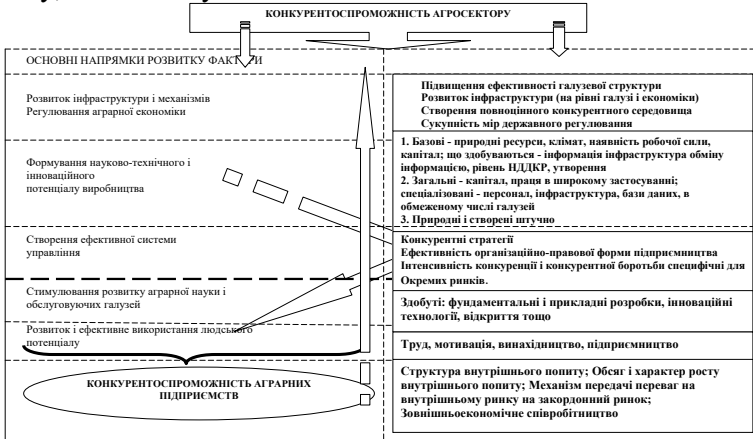 КОНКУРЕНТОСПРОМОЖНІСТЬ АГРОСЕКТОРУ
ОСНОВНІ НАПРЯМКИ РОЗВИТКУ ФАКТОРИ
Розвиток інфраструктури і механізмів
Регулювання аграрної економіки
Формування науково-технічного і
інноваційного
потенціалу виробництва
Створення ефективної системи
управління
Стимулювання розвитку аграрної науки і
обслуговуючих галузей
Розвиток і ефективне використання людського
потенціалу
КОНКУРЕНТОСПРОМОЖНІСТЬ АГРАРНИХ
ПІДПРИЄМСТВ
Підвищення ефективності галузевої структури
Розвиток інфраструктури (на рівні галузі і економіки)
Створення повноцінного конкурентного середовища
Сукупність мір державного регулювання
1. Базові - природні ресурси, клімат, наявність робочої сили,
капітал; що здобуваються - інформація інфраструктура обміну
інформацією, рівень НДДКР, утворення
2. Загальні - капітал, праця в широкому застосуванні;
спеціалізовані - персонал, інфраструктура, бази даних, в
обмеженому числі галузей
3. Природні і створені штучно
Конкурентні стратегії
Ефективність організаційно-правової форми підприємництва
Інтенсивність конкуренції і конкурентної боротьби специфічні для
Окремих ринків.
Здобуті: фундаментальні і прикладні розробки, інноваційні
технології, відкриття тощо
Труд, мотивація, винахідництво, підприємництво
Структура внутрішнього попиту; Обсяг і характер росту
внутрішнього попиту; Механізм передачі переваг на
внутрішньому ринку на закордонний ринок;
Зовнішньоекономічне співробітництво